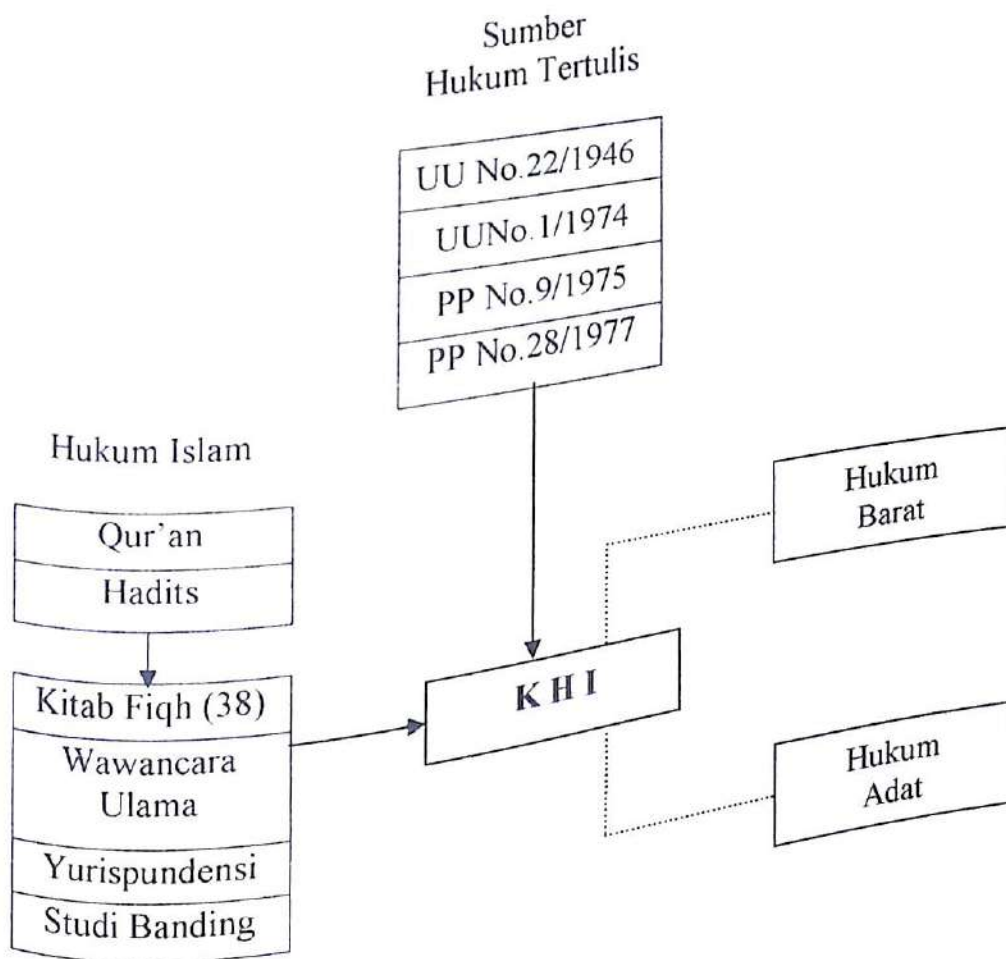 Sumber
Hukum Tertulis
UU No.22/1946
UUNo.1/1974
PP No.9/1975
PP No.28/1977
Hukum Islam
Qur’an
Hadits
Kitab Fiqh (38)
Wawancara
Ulama
Yurispundensi
Studi Banding
K H I
Hukum
Barat
Hukum
Adat